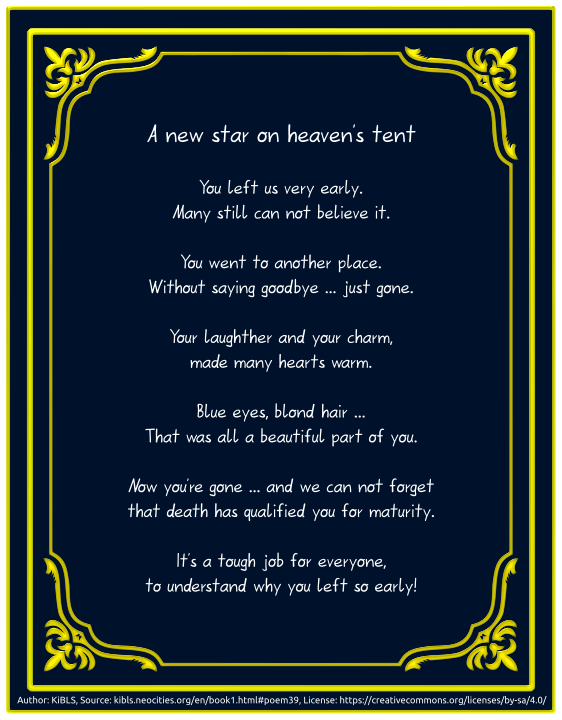 A new star on heaven's tent
You left us very early.
Many still can not believe it.
You went to another place.
Without saying goodbye ... just gone.
Your laughther and your charm,
made many hearts warm.
Blue eyes, blond hair ...
That was all a beautiful part of you.
Now you're gone ... and we can not forget
that death has qualified you for maturity.
It's a tough job for everyone,
to understand why you left so early!
Author: KiBLS, Source: kibls.neocities.org/en/book1.html#poem39, License: https://creativecommons.org/licenses/by-sa/4.0/